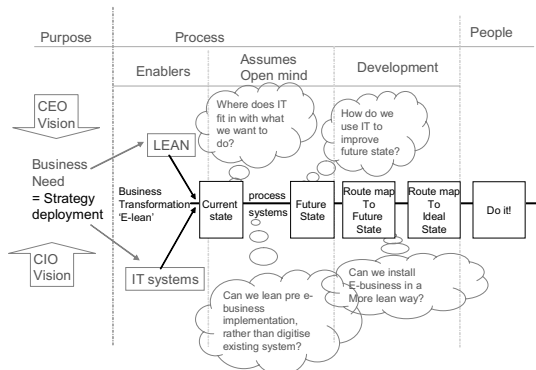 Purpose
Process
People
Enablers
Assumes
Open mind
Development
CEO
Vision
Where does IT
fit in with what
we want to
do?
How do we
use IT to
improve
future state?
LEAN
Business
Need
= Strategy
deployment
Business
Transformation
'E-lean'
Current
state
process
systems
Future
State
Route map
To
Future
State
Route map
To
Ideal
State
Do it!
CIO
Vision
IT systems
Can we lean pre e-
business
implementation,
rather than digitise
existing system?
Can we install
E-business in a
More lean way?